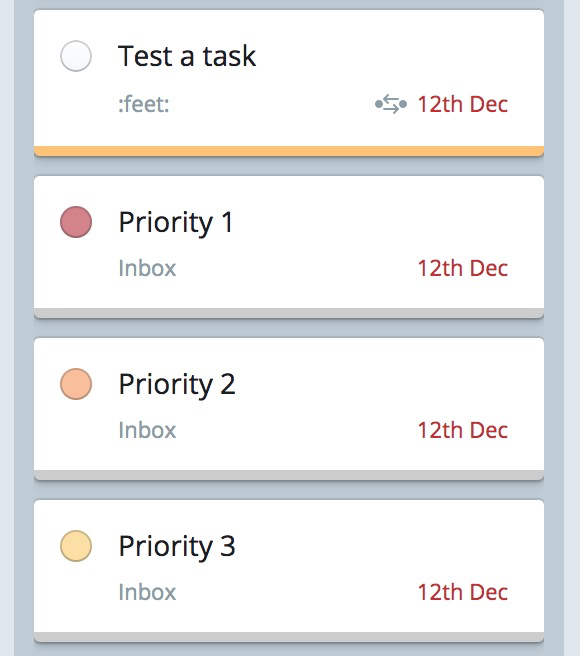 Test a task
:feet: 12th Dec
Priority 1
Inbox 12th Dec
Priority 2
Inbox 12th Dec
Priority 3
Inbox 12th Dec